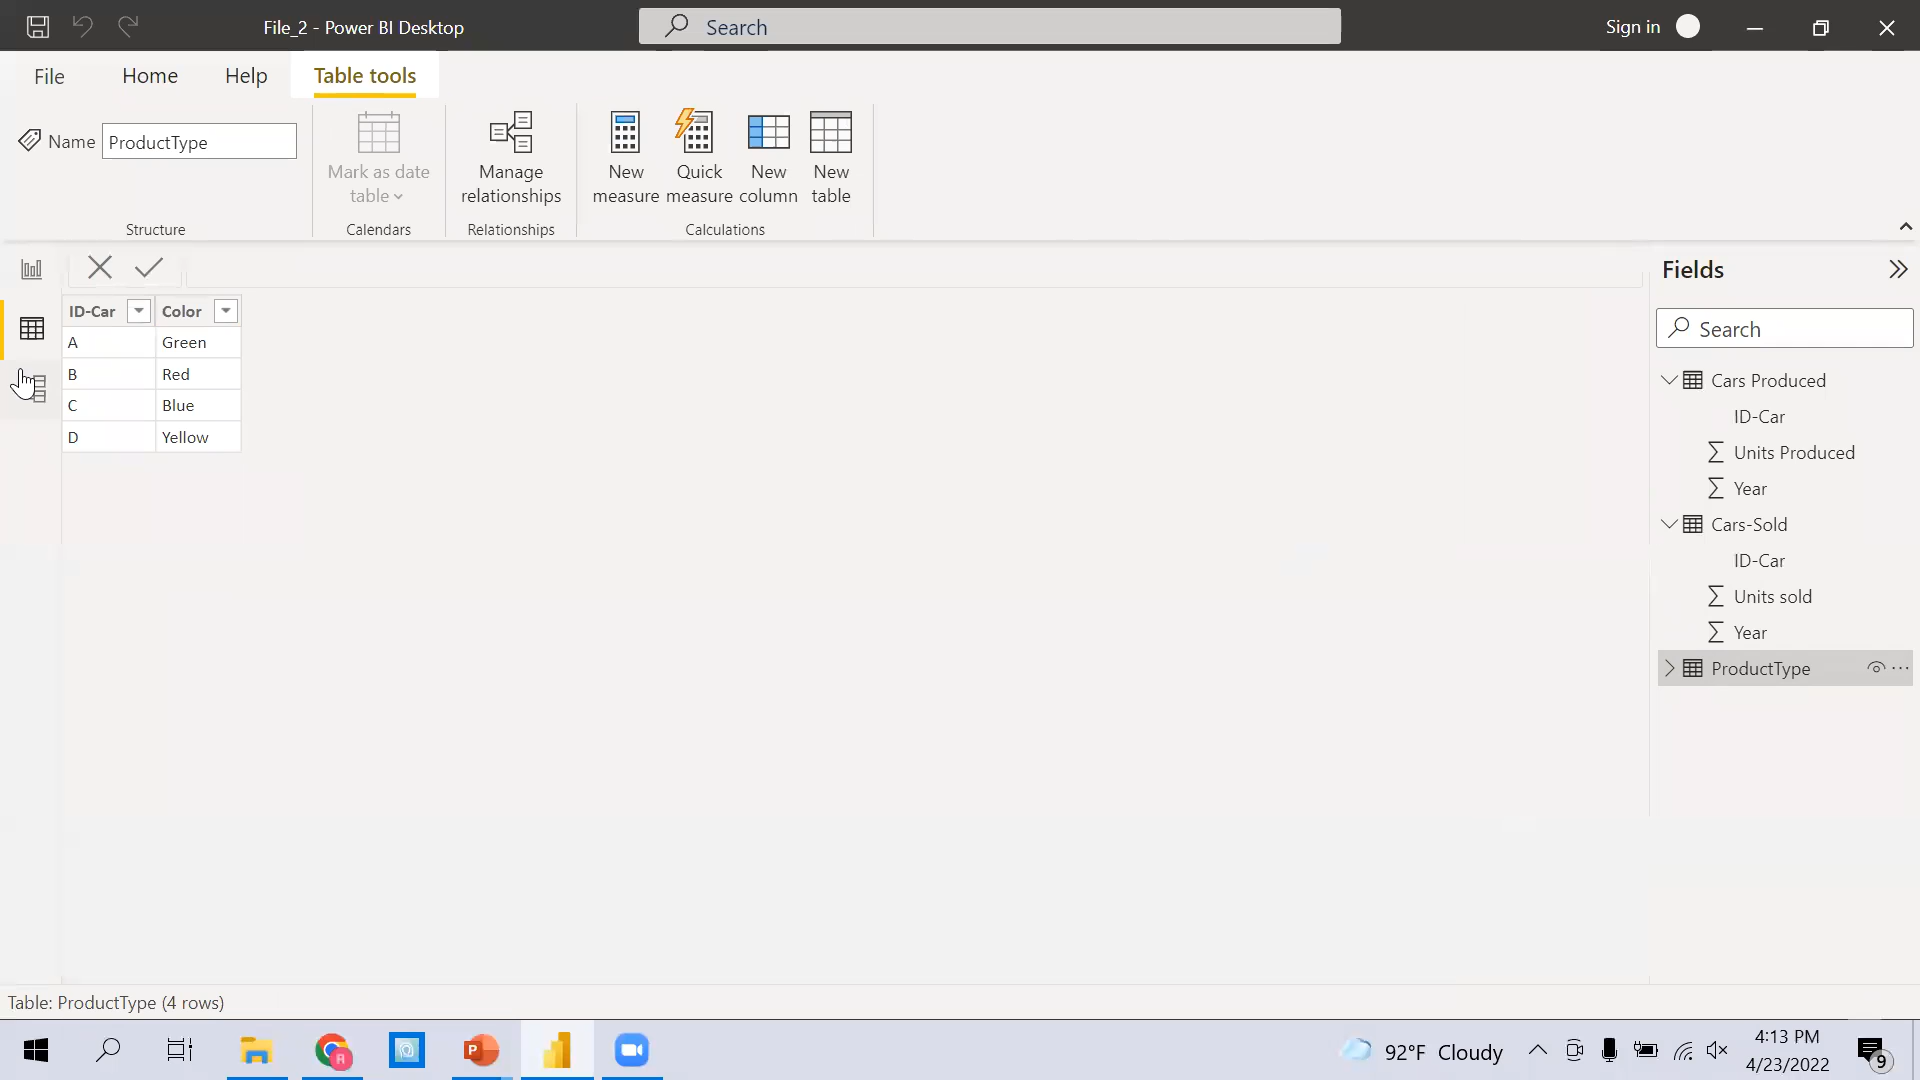 File_2 - Power BI Desktop
Search
Sign in
File
Home
Help
Table tools
Name
ProductType
Mark as date
table
Manage
relationships
New
measure
Quick
measure
New
column
New
table
Structure
Calendars
Relationships
Calculations
ID-Car
Color
A
Green
B
Red
C
Blue
D
Yellow
Fields
Search
Cars Produced
ID-Car
Units Produced
Year
Cars-Sold
ID-Car
Units sold
Year
ProductType
Table: ProductType (4 rows)
92°F Cloudy
4:13 PM
4/23/2022
9
R
P